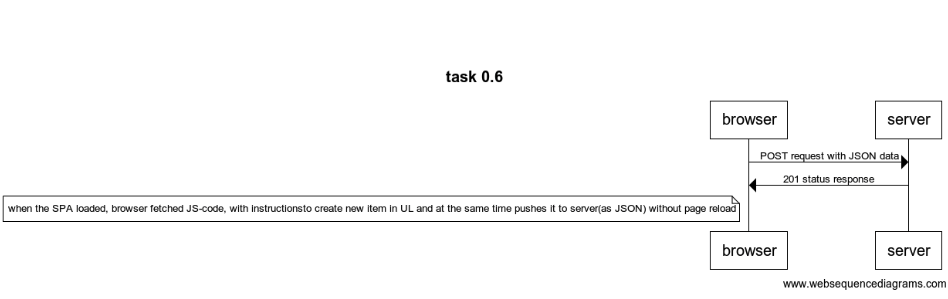 task 0.6
browser
server
POST request with JSON data
201 status response
when the SPA loaded, browser fetched JS-code, with instructionsto create new item in UL and at the same time pushes it to server(as JSON) without page reload
browser
server
www.websequencediagrams.com